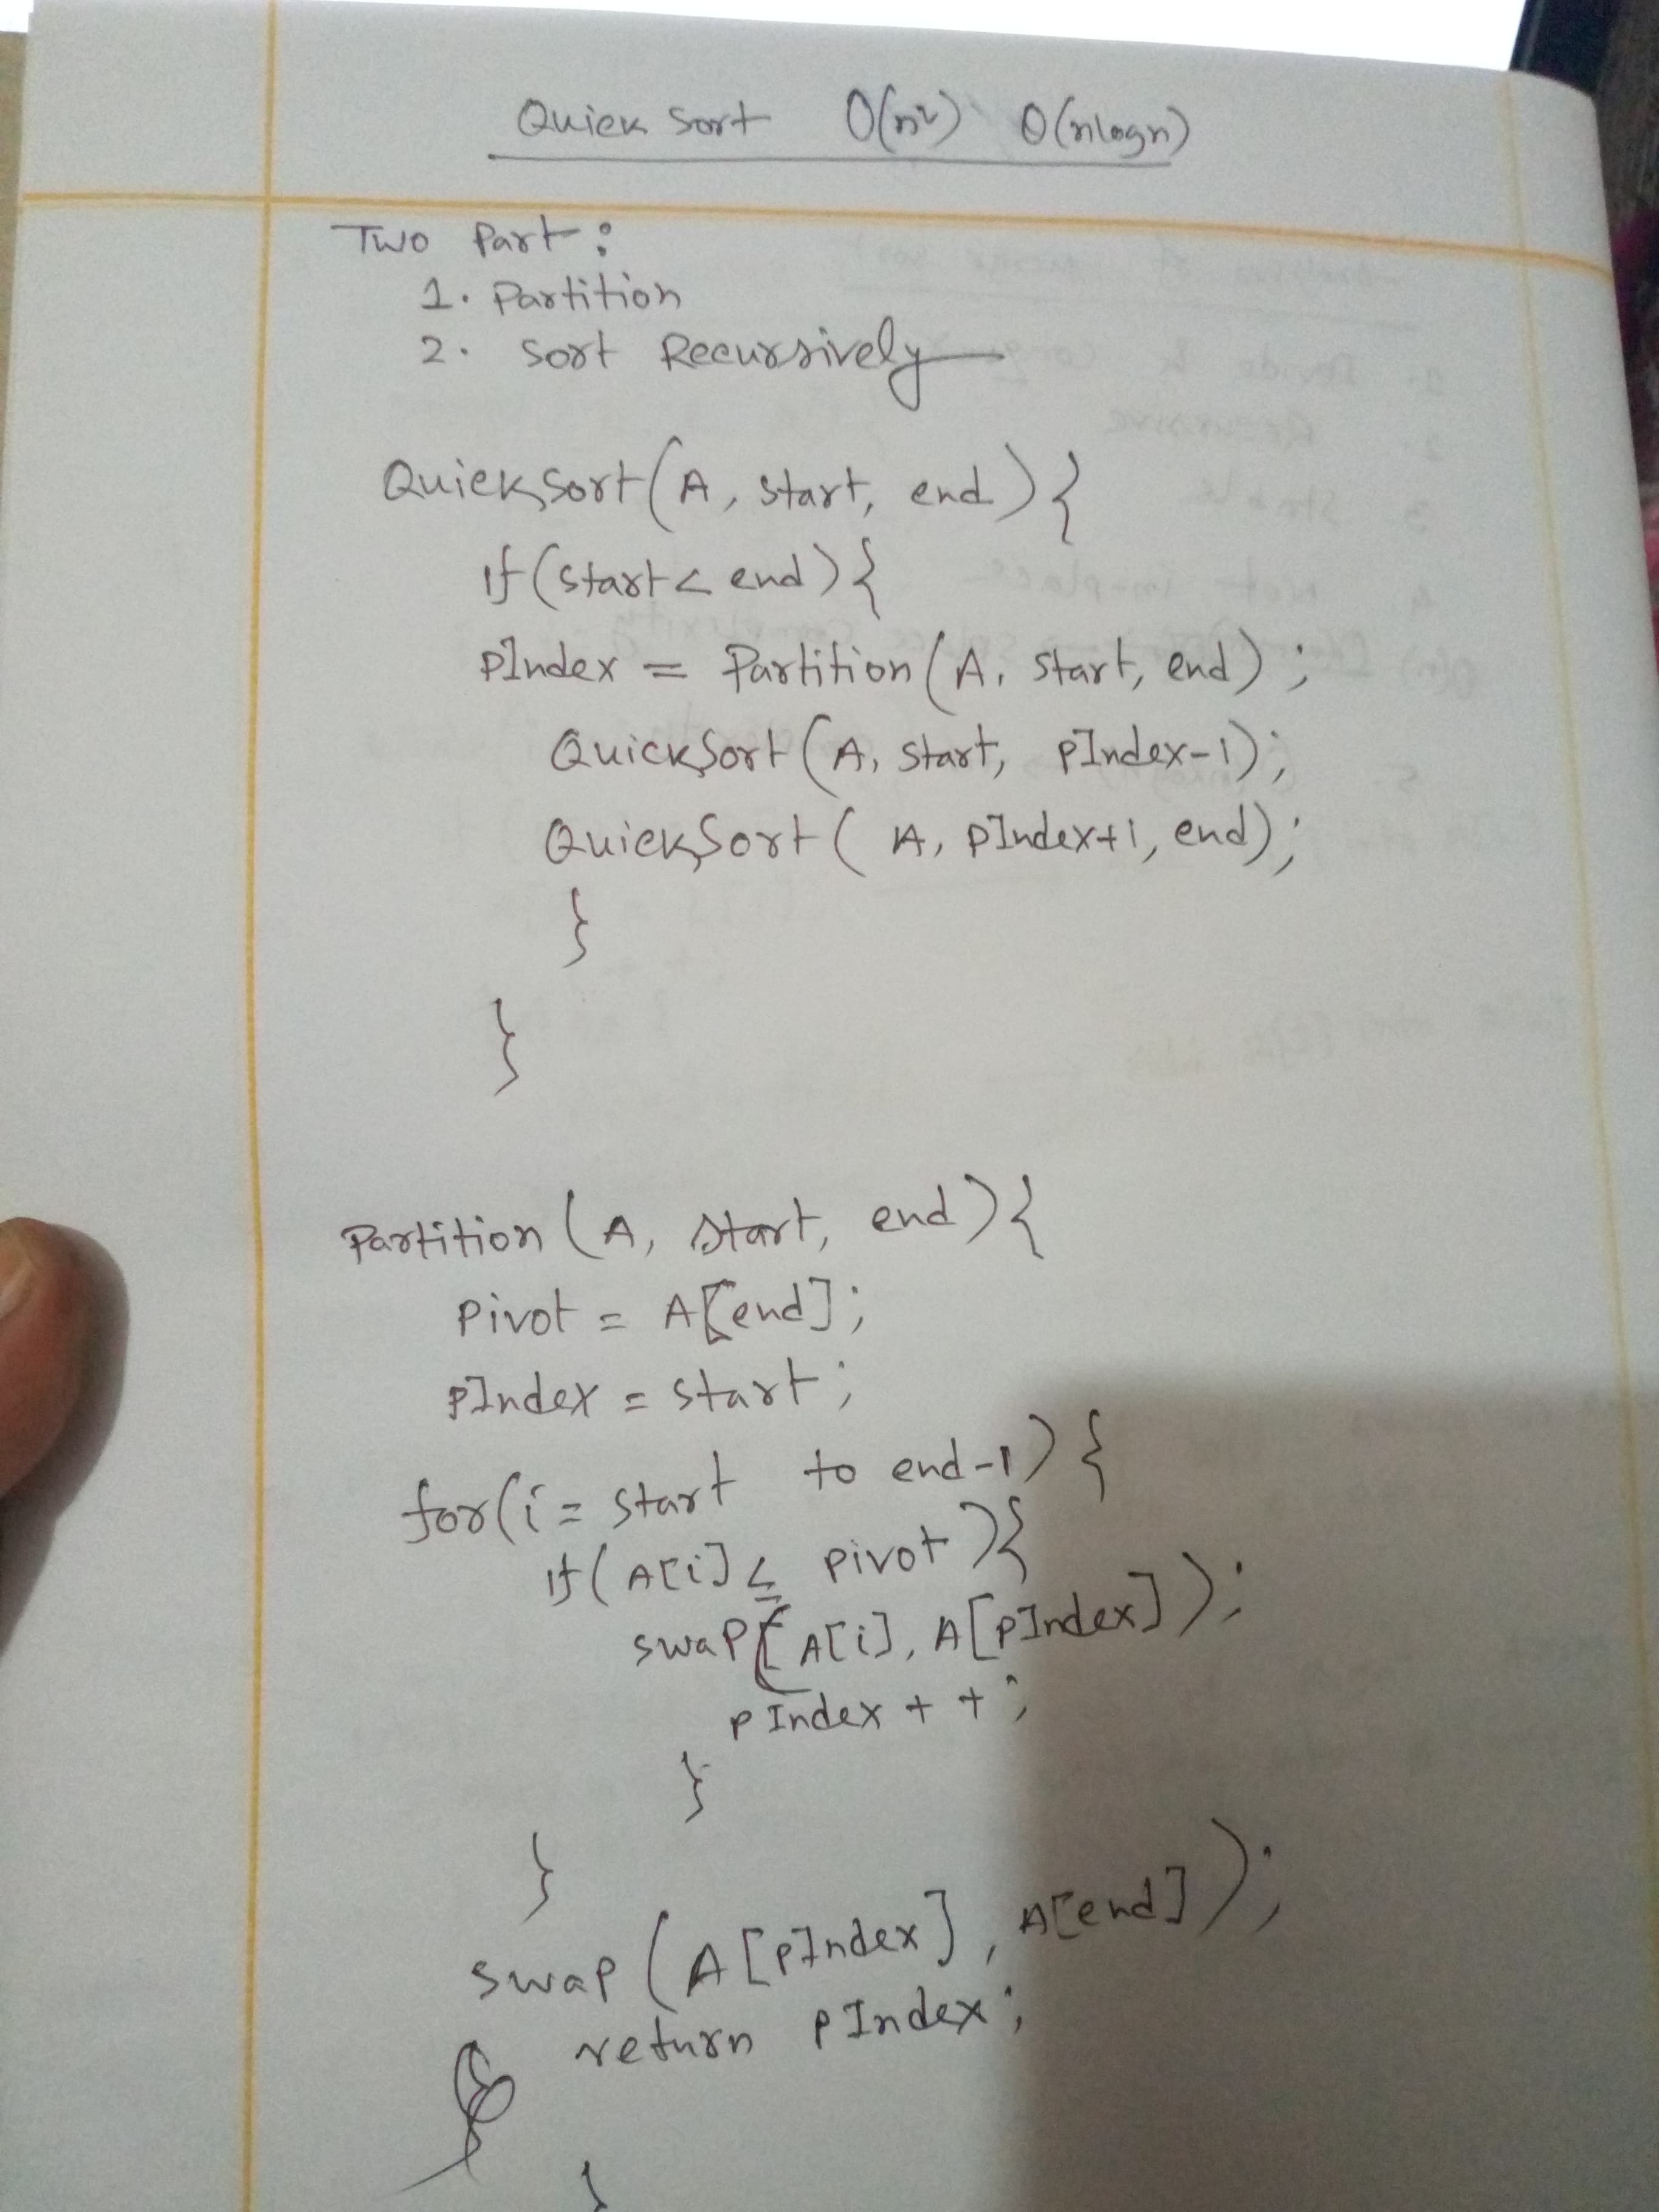 Quick Sort O(n²) θ(nlogn)
Two Part:
1. Partition
2. Sort Recursively
QuickSort(A, start, end){
if(start< end){
pIndex = Partition(A, start, end);
QuickSort(A, start, pIndex-1);
QuickSort( A, pIndex+1, end);
}
}
Partition(A, start, end){
Pivot = A[end];
pIndex = start;
for(i = start to end-1){
if(A[i] ≤ pivot){
swap(A[i], A[pIndex]);
pIndex++;
}
}
swap(A[pIndex], A[end]);
return pIndex;
}